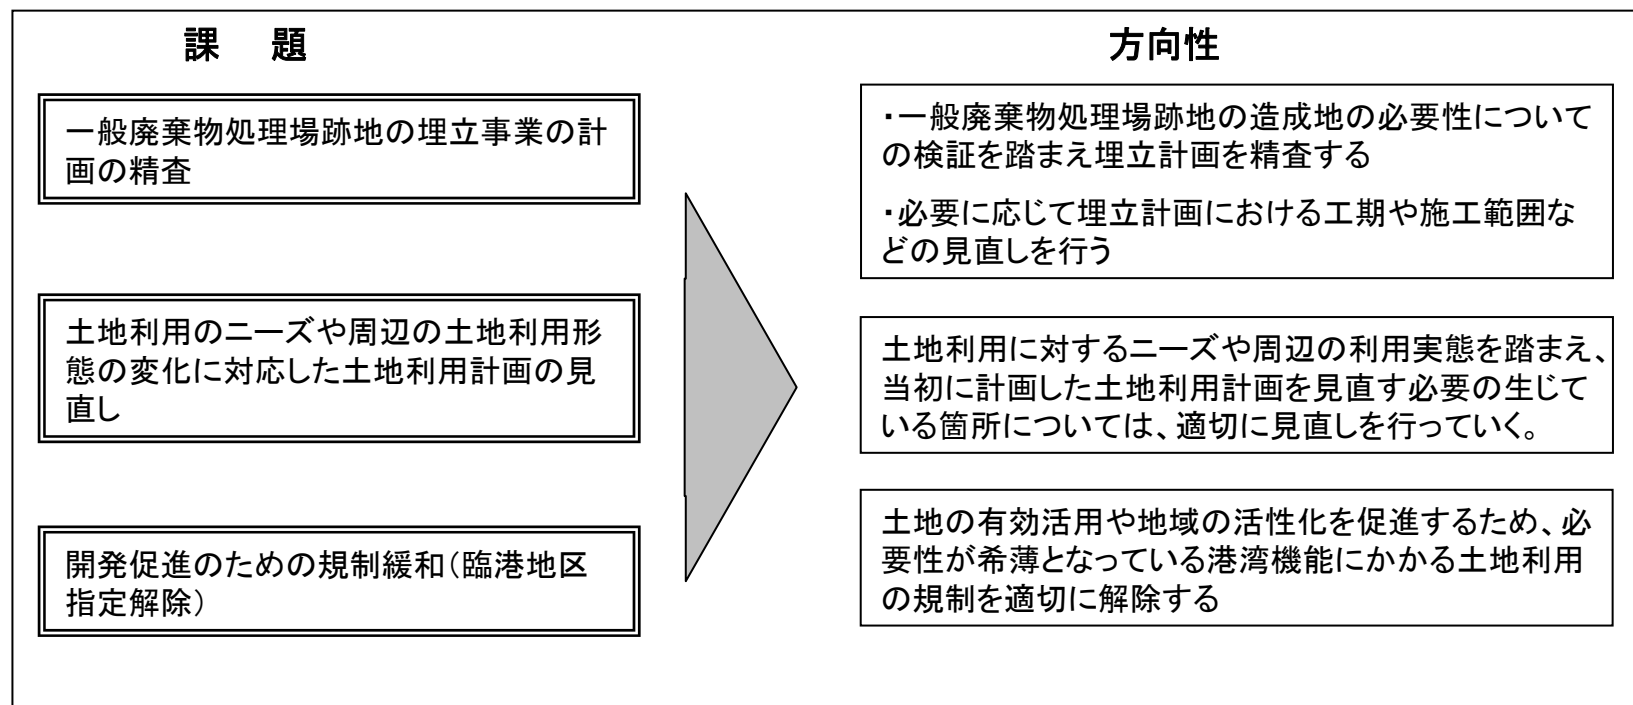 課　題
一般廃棄物処理場跡地の埋立事業の計
画の精査
土地利用のニーズや周辺の土地利用形
態の変化に対応した土地利用計画の見
直し
開発促進のための規制緩和（臨港地区
指定解除）
方向性
・一般廃棄物処理場跡地の造成地の必要性について
の検証を踏まえ埋立計画を精査する
・必要に応じて埋立計画における工期や施工範囲な
どの見直しを行う
土地利用に対するニーズや周辺の利用実態を踏まえ、
当初に計画した土地利用計画を見直す必要の生じて
いる箇所については、適切に見直しを行っていく。
土地の有効活用や地域の活性化を促進するため、必
要性が希薄となっている港湾機能にかかる土地利用
の規制を適切に解除する